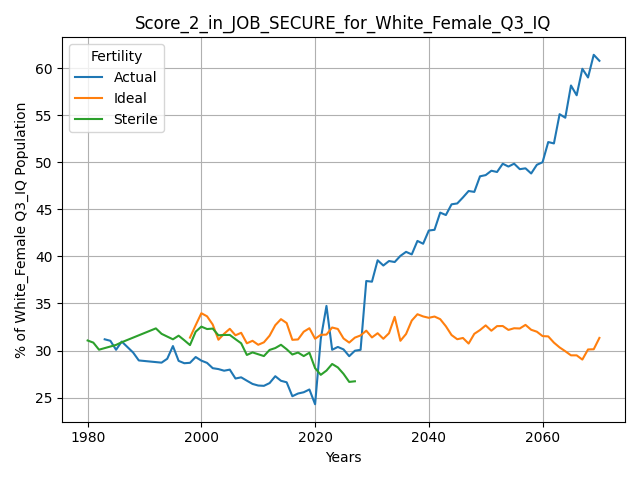 Score_2_in_JOB_SECURE_for_White_Female_Q3_IQ
Fertility
Actual
Ideal
Sterile
% of White_Female Q3_IQ Population
60
55
50
45
40
35
30
25
1980
2000
2020
2040
2060
Years